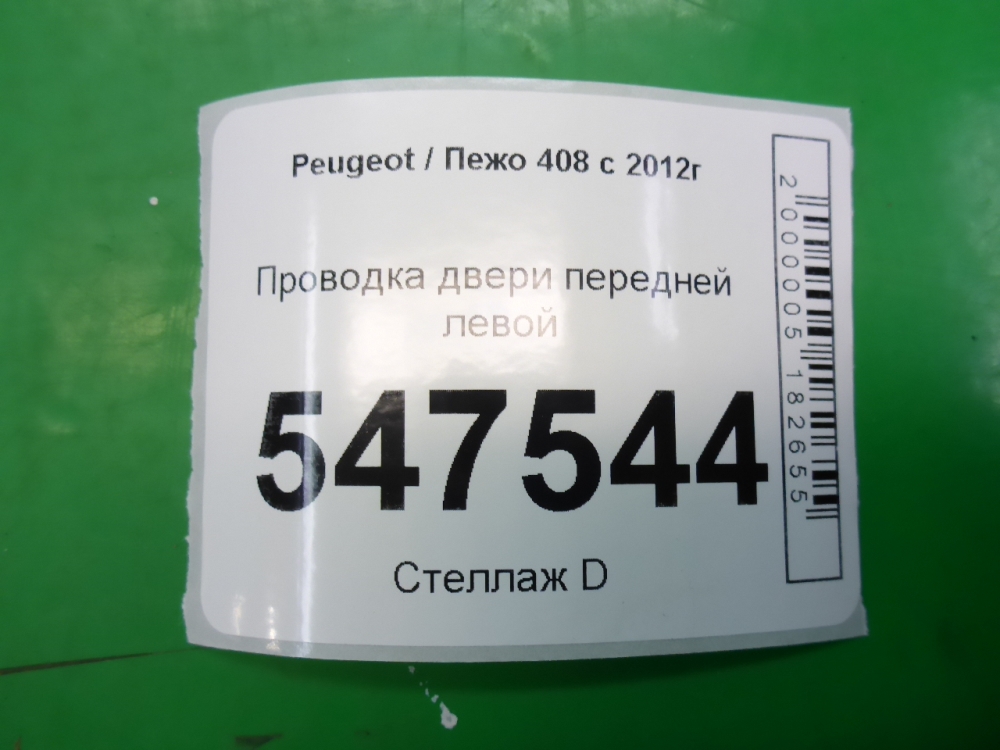 Peugeot / Пежо 408 с 2012г
Проводка двери передней
левой
547544
Стеллаж D
2000005182655